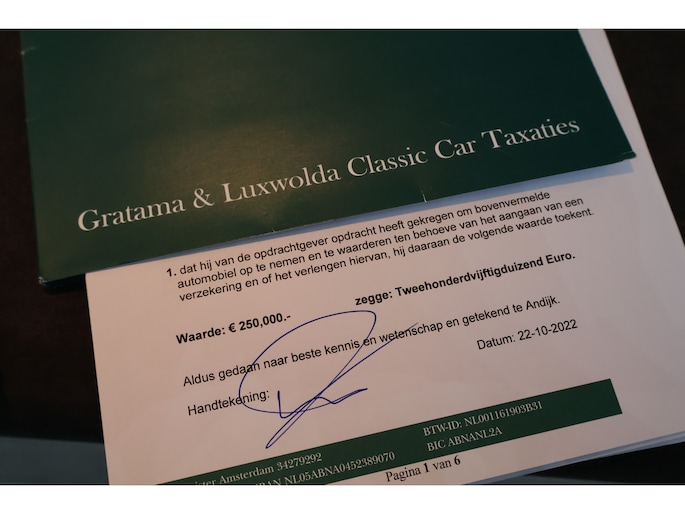 Gratama & Luxwolda Classic Car Taxaties
1. dat hij van de opdrachtgever opdracht heeft gekregen om bovenvermelde
automobiel op te nemen en te waarderen ten behoeve van het aangaan van een
verzekering en of het verlengen hiervan, hij daaraan de volgende waarde toekent.
Waarde: € 250,000.- zegge: Tweehonderdvijftigduizend Euro.
Aldus gedaan naar beste kennis en wetenschap en getekend te Andijk.
Handtekening: Datum: 22-10-2022
Amsterdam 34279292 BTW-ID: NL001161903B31
NL05ABNA0452389070 BIC ABNANL2A
Pagina 1 van 6